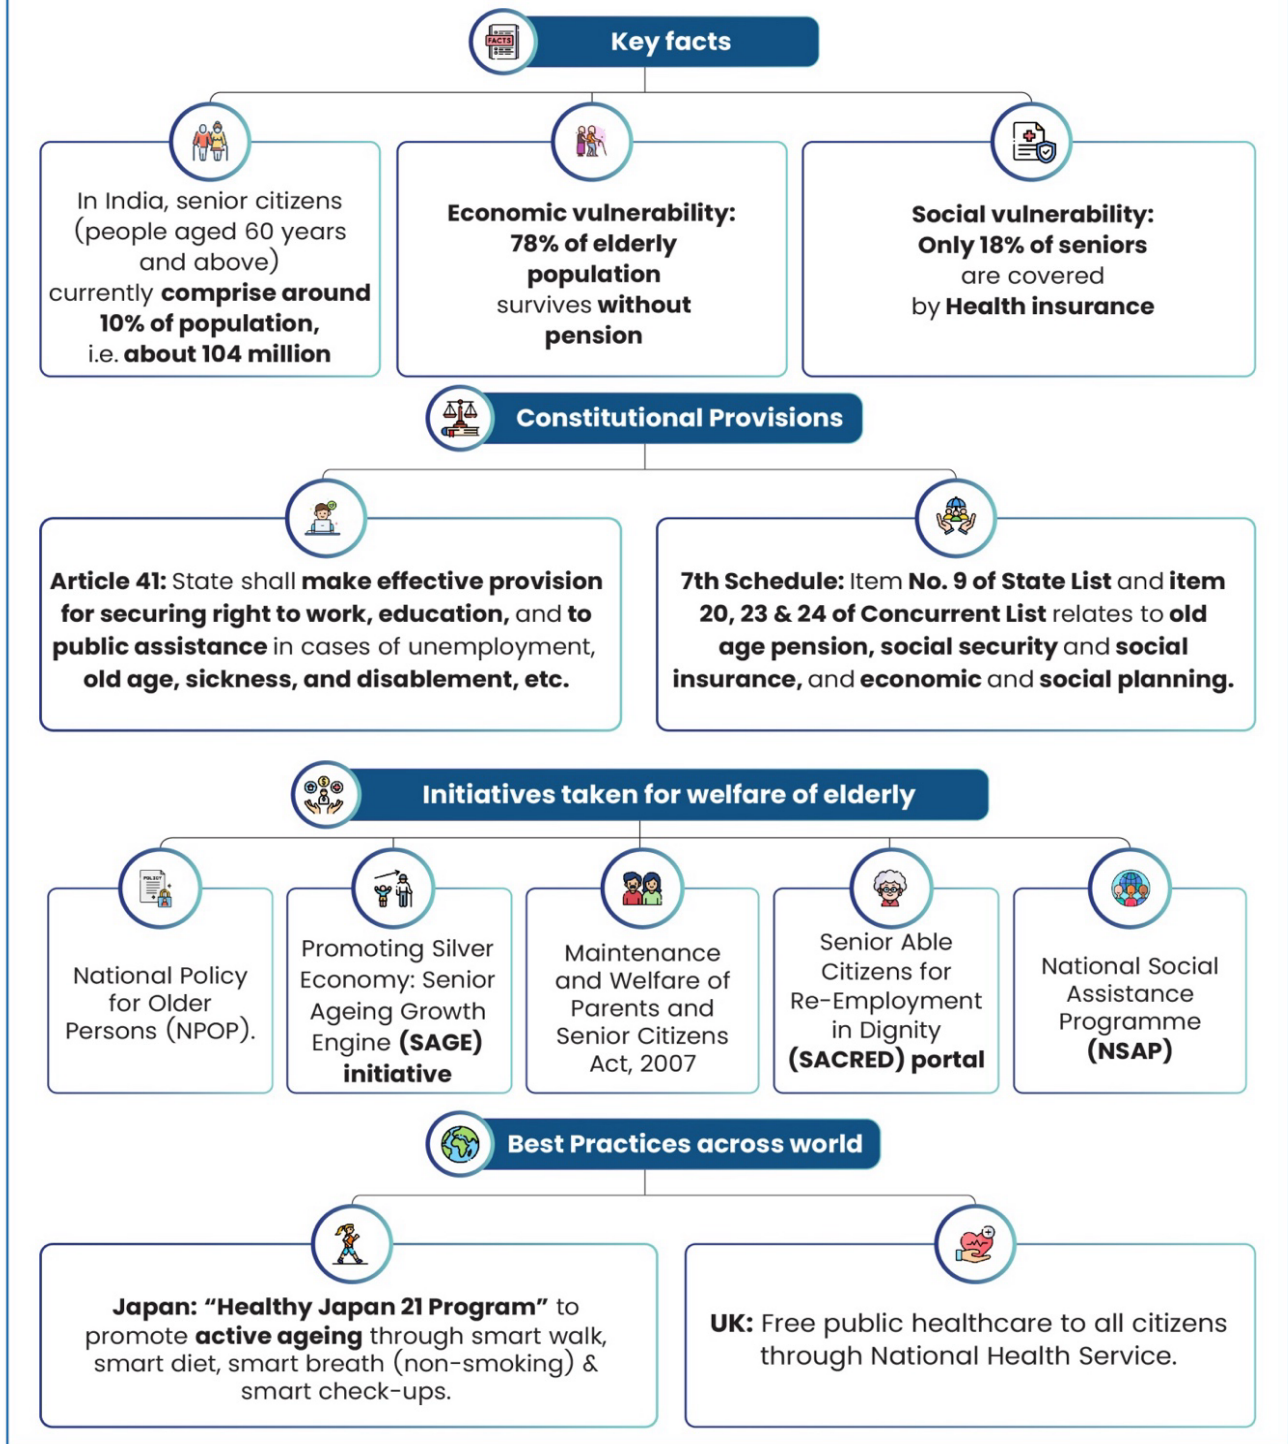 FACTS
Key facts
In India, senior citizens
(people aged 60 years
and above)
currently comprise around
10% of population,
i.e. about 104 million
Economic vulnerability:
78% of elderly
population
survives without
pension
Social vulnerability:
Only 18% of seniors
are covered
by Health insurance
Constitutional Provisions
Article 41: State shall make effective provision
for securing right to work, education, and to
public assistance in cases of unemployment,
old age, sickness, and disablement, etc.
7th Schedule: Item No. 9 of State List and item
20, 23 & 24 of Concurrent List relates to old
age pension, social security and social
insurance, and economic and social planning.
Initiatives taken for welfare of elderly
POLICY
National Policy
for Older
Persons (NPOP).
Promoting Silver
Economy: Senior
Ageing Growth
Engine (SAGE)
initiative
Maintenance
and Welfare of
Parents and
Senior Citizens
Act, 2007
Senior Able
Citizens for
Re-Employment
in Dignity
(SACRED) portal
National Social
Assistance
Programme
(NSAP)
Best Practices across world
Japan: “Healthy Japan 21 Program” to
promote active ageing through smart walk,
smart diet, smart breath (non-smoking) &
smart check-ups.
UK: Free public healthcare to all citizens
through National Health Service.